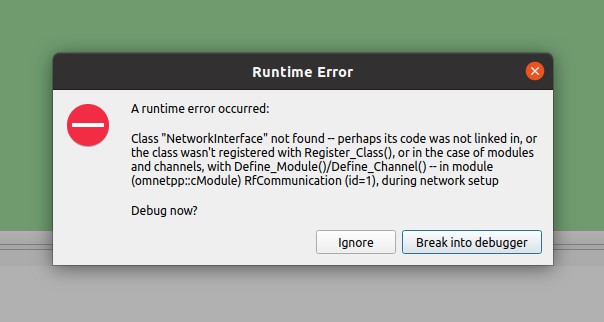 Runtime Error
A runtime error occurred:
Class "NetworkInterface" not found -- perhaps its code was not linked in, or
the class wasn't registered with Register_Class(), or in the case of modules
and channels, with Define_Module()/Define_Channel() -- in module
(omnetpp::cModule) RfCommunication (id=1), during network setup
Debug now?
Ignore
Break into debugger